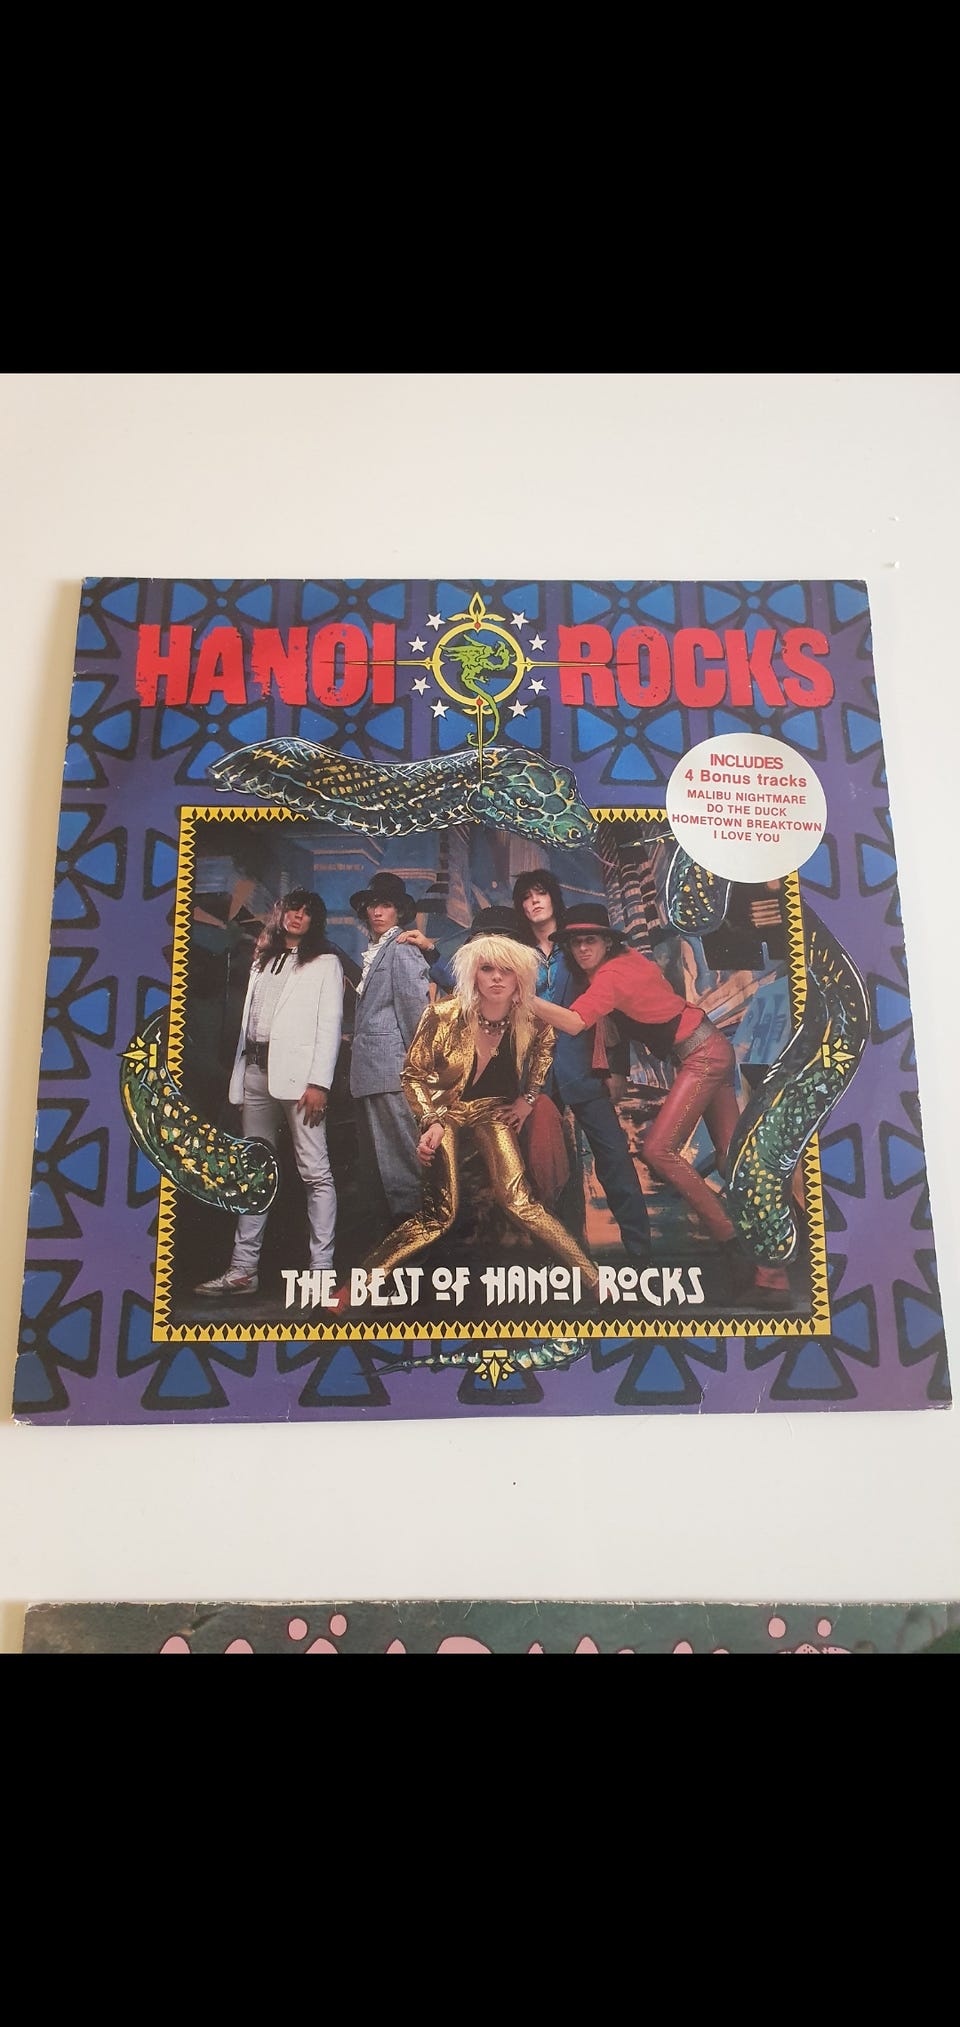 HANOI ROCKS
INCLUDES
4 Bonus tracks
MALIBU NIGHTMARE
DO THE DUCK
HOMETOWN BREAKTOWN
I LOVE YOU
THE BEST OF HANOI ROCKS